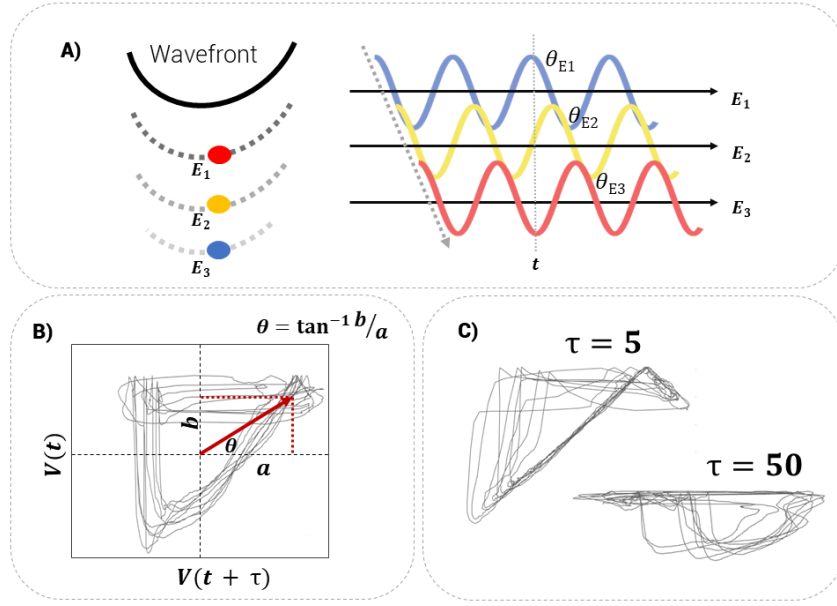 A)
Wavefront
E₁
E₂
E₃
θE1
θE2
θE3
E₁
E₂
E₃
t
B)
θ = tan⁻¹ b/a
V(t)
b
θ
a
V(t + τ)
C)
τ = 5
τ = 50